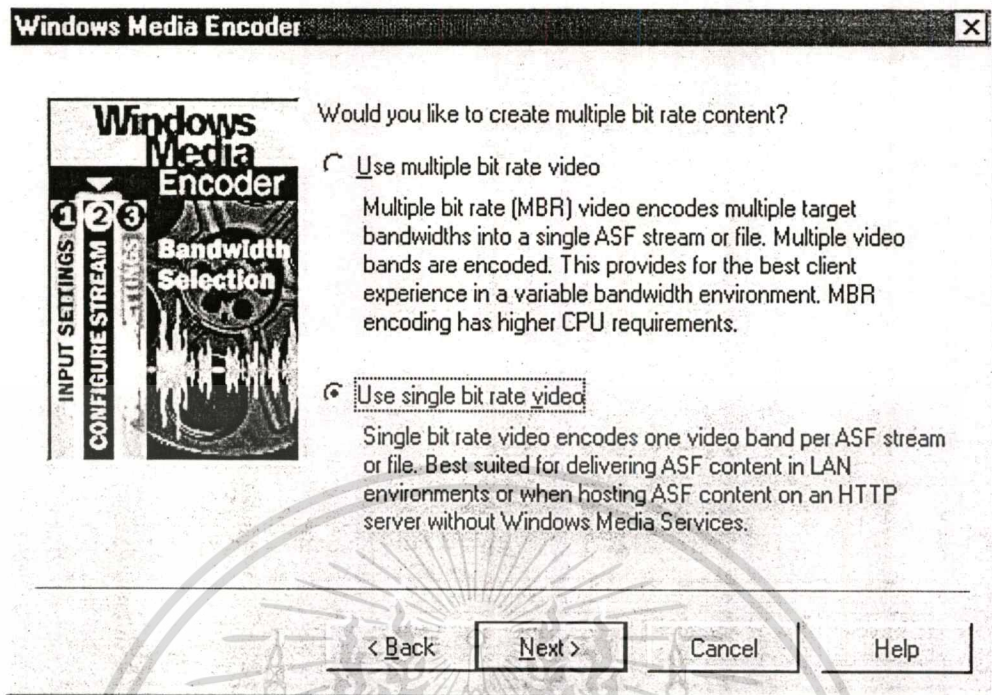 Windows Media Encoder
Windows
Media
Encoder
1 2 3
INPUT SETTINGS
CONFIGURE STREAM
Bandwidth
Selection
Would you like to create multiple bit rate content?
Use multiple bit rate video
Multiple bit rate (MBR) video encodes multiple target
bandwidths into a single ASF stream or file. Multiple video
bands are encoded. This provides for the best client
experience in a variable bandwidth environment. MBR
encoding has higher CPU requirements.
Use single bit rate video
Single bit rate video encodes one video band per ASF stream
or file. Best suited for delivering ASF content in LAN
environments or when hosting ASF content on an HTTP
server without Windows Media Services.
< Back
Next >
Cancel
Help